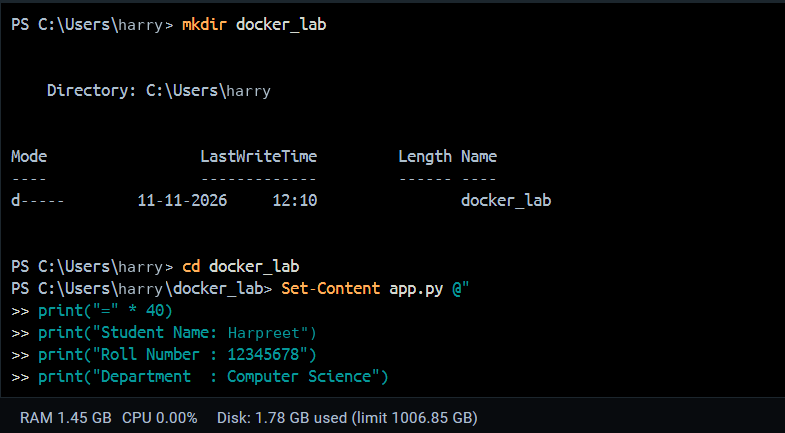 PS C:\Users\harry> mkdir docker_lab
Directory: C:\Users\harry
Mode LastWriteTime Length Name
---- ------------- ------ ----
d----- 11-11-2026 12:10 docker_lab
PS C:\Users\harry> cd docker_lab
PS C:\Users\harry\docker_lab> Set-Content app.py @"
>> print("=" * 40)
>> print("Student Name: Harpreet")
>> print("Roll Number : 12345678")
>> print("Department  : Computer Science")
RAM 1.45 GB CPU 0.00% Disk: 1.78 GB used (limit 1006.85 GB)